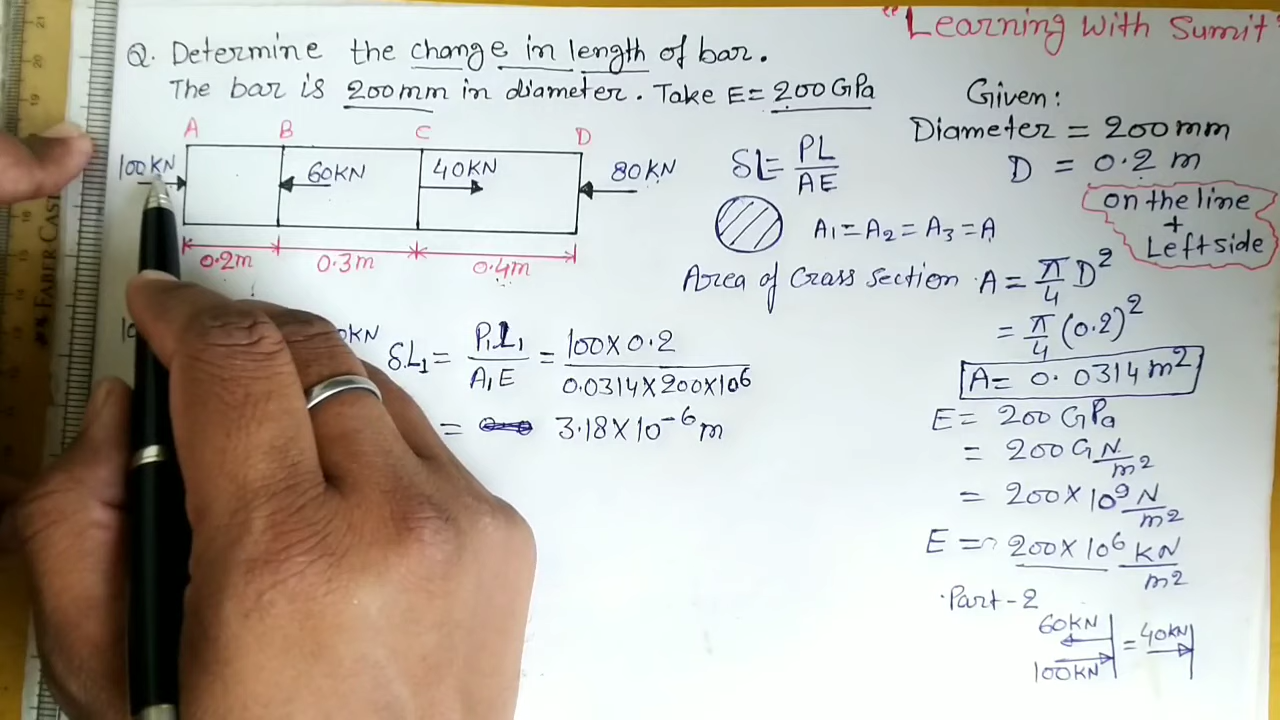 "Learning With Sumit"
Q. Determine the change in length of bar.
The bar is 200mm in diameter. Take E= 200 GPa
A B C D
100KN 60KN 40KN 80KN
0.2m 0.3m 0.4m
δL = PL / AE
A1 = A2 = A3 = A
Given:
Diameter = 200mm
D = 0.2 m
on the line
+
Left side
Area of Crass section A = π/4 D²
= π/4 (0.2)²
A = 0.0314 m²
E = 200 GPa
= 200 G N/m²
= 200 × 10⁹ N/m²
E = 200 × 10⁶ KN/m²
Part-2
60KN
= 40KN
100KN
δL1 = P1L1 / A1E = 100 × 0.2 / 0.0314 × 200 × 10⁶
= 3.18 × 10⁻⁶ m
FABER CAS